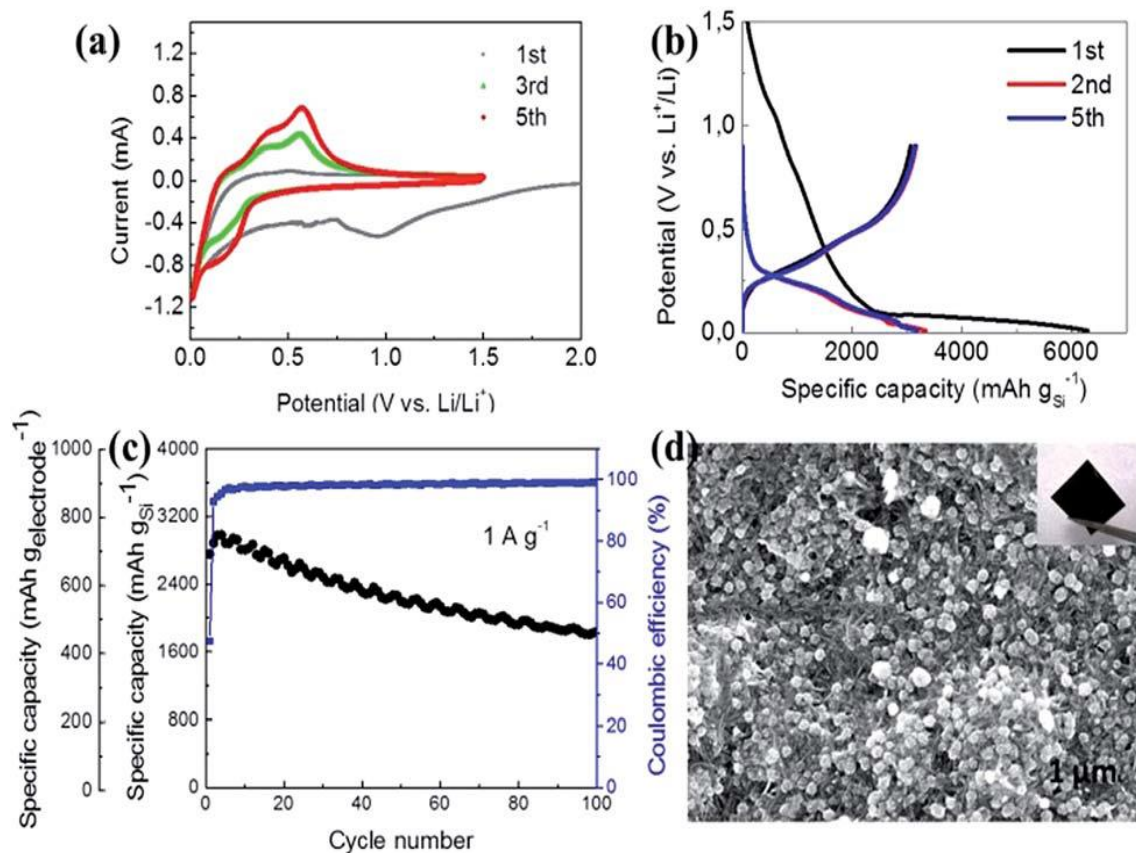 (a)
1st
3rd
5th
1.2
0.8
0.4
0.0
-0.4
-0.8
-1.2
0.0
0.5
1.0
1.5
2.0
Current (mA)
Potential (V vs. Li/Li⁺)
(b)
1st
2nd
5th
1,5
1,0
0,5
0,0
0
2000
4000
6000
Potential (V vs. Li⁺/Li)
Specific capacity (mAh g_Si⁻¹)
(c)
1000
800
600
400
200
0
Specific capacity (mAh g_electrode⁻¹)
4000
3200
2400
1600
800
0
Specific capacity (mAh g_Si⁻¹)
1 A g⁻¹
100
80
60
40
20
0
Coulombic efficiency (%)
0
20
40
60
80
100
Cycle number
(d)
1 μm